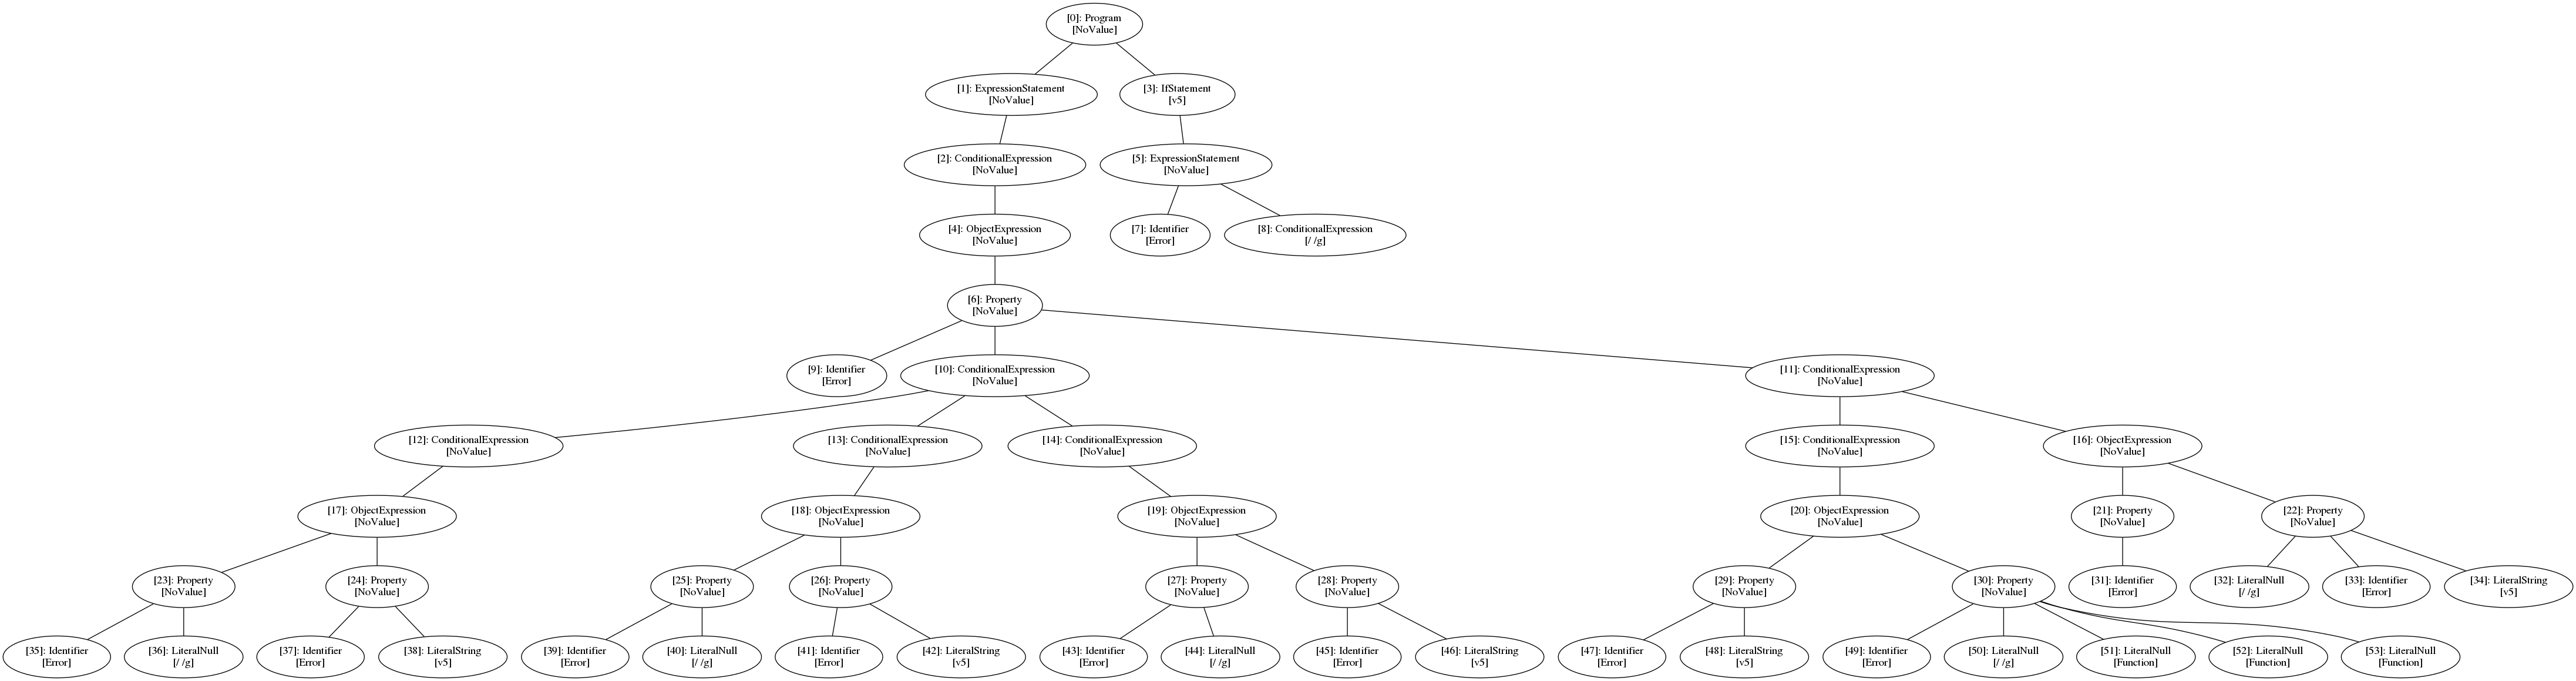 [0]: Program
[NoValue]
[1]: ExpressionStatement
[NoValue]
[3]: IfStatement
[v5]
[2]: ConditionalExpression
[NoValue]
[5]: ExpressionStatement
[NoValue]
[4]: ObjectExpression
[NoValue]
[7]: Identifier
[Error]
[8]: ConditionalExpression
[/ /g]
[6]: Property
[NoValue]
[9]: Identifier
[Error]
[10]: ConditionalExpression
[NoValue]
[11]: ConditionalExpression
[NoValue]
[12]: ConditionalExpression
[NoValue]
[13]: ConditionalExpression
[NoValue]
[14]: ConditionalExpression
[NoValue]
[15]: ConditionalExpression
[NoValue]
[16]: ObjectExpression
[NoValue]
[17]: ObjectExpression
[NoValue]
[18]: ObjectExpression
[NoValue]
[19]: ObjectExpression
[NoValue]
[20]: ObjectExpression
[NoValue]
[21]: Property
[NoValue]
[22]: Property
[NoValue]
[23]: Property
[NoValue]
[24]: Property
[NoValue]
[25]: Property
[NoValue]
[26]: Property
[NoValue]
[27]: Property
[NoValue]
[28]: Property
[NoValue]
[29]: Property
[NoValue]
[30]: Property
[NoValue]
[31]: Identifier
[Error]
[32]: LiteralNull
[/ /g]
[33]: Identifier
[Error]
[34]: LiteralString
[v5]
[35]: Identifier
[Error]
[36]: LiteralNull
[/ /g]
[37]: Identifier
[Error]
[38]: LiteralString
[v5]
[39]: Identifier
[Error]
[40]: LiteralNull
[/ /g]
[41]: Identifier
[Error]
[42]: LiteralString
[v5]
[43]: Identifier
[Error]
[44]: LiteralNull
[/ /g]
[45]: Identifier
[Error]
[46]: LiteralString
[v5]
[47]: Identifier
[Error]
[48]: LiteralString
[v5]
[49]: Identifier
[Error]
[50]: LiteralNull
[/ /g]
[51]: LiteralNull
[Function]
[52]: LiteralNull
[Function]
[53]: LiteralNull
[Function]